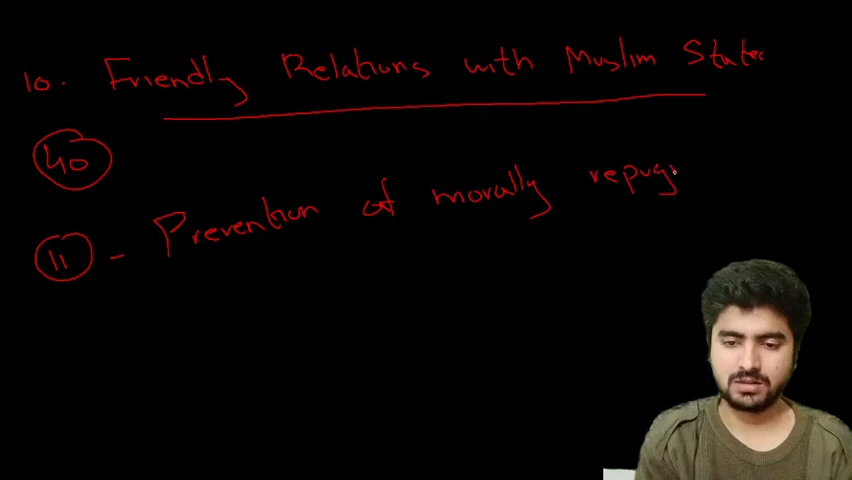 10. Friendly Relations with Muslim States
40
11 - Prevention of morally repug